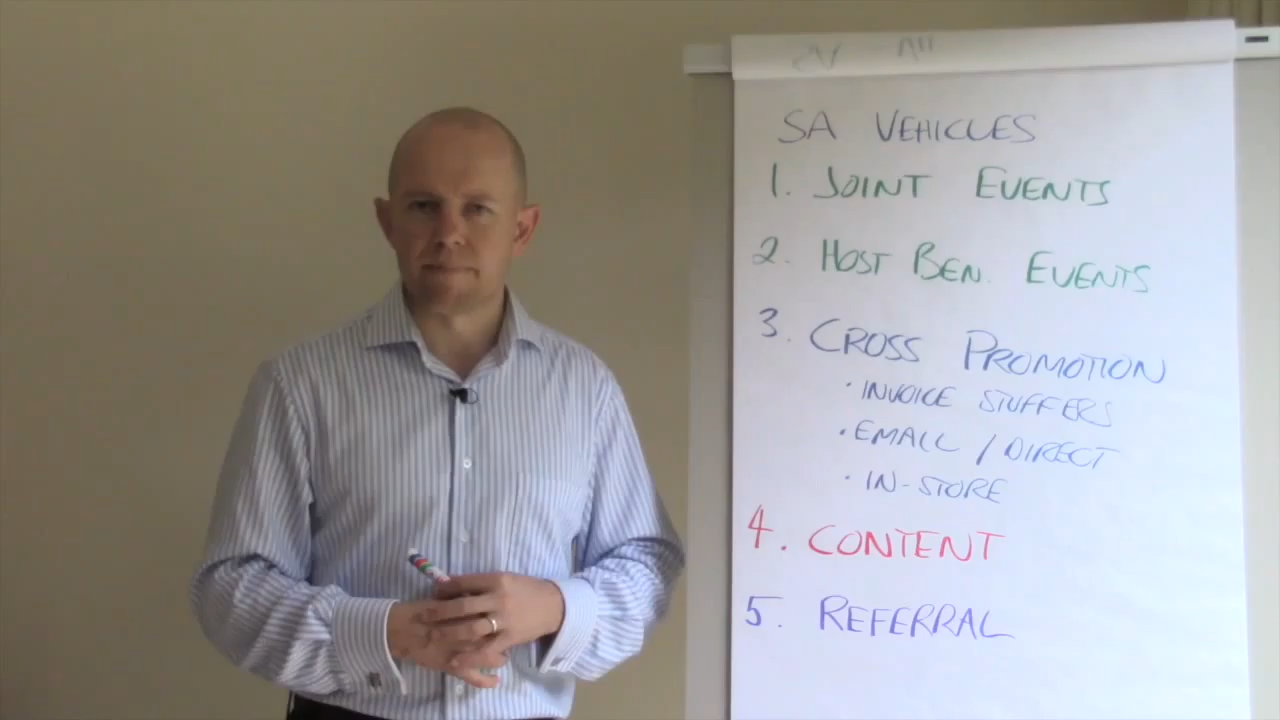 SA VEHICLES
1. JOINT EVENTS
2. HOST BEN. EVENTS
3. CROSS PROMOTION
• INVOICE STUFFERS
• EMAIL / DIRECT
• IN-STORE
4. CONTENT
5. REFERRAL